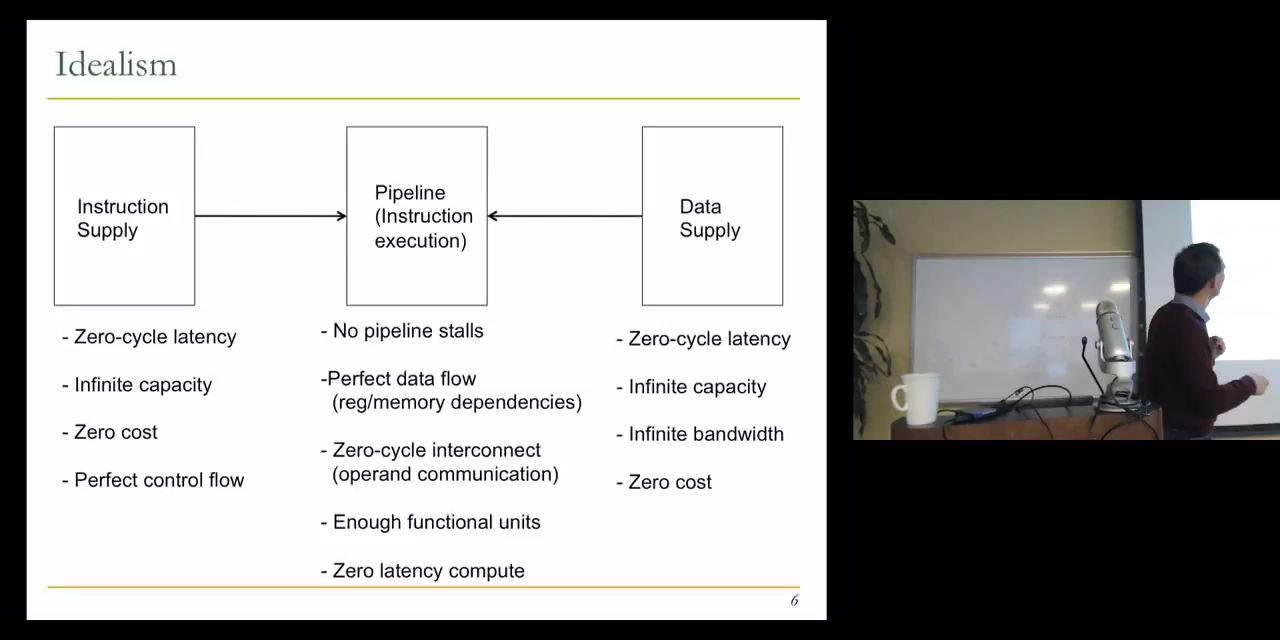 Idealism
Instruction
Supply
Pipeline
(Instruction
execution)
Data
Supply
- Zero-cycle latency
- Infinite capacity
- Zero cost
- Perfect control flow
- No pipeline stalls
-Perfect data flow
(reg/memory dependencies)
- Zero-cycle interconnect
(operand communication)
- Enough functional units
- Zero latency compute
- Zero-cycle latency
- Infinite capacity
- Infinite bandwidth
- Zero cost
6